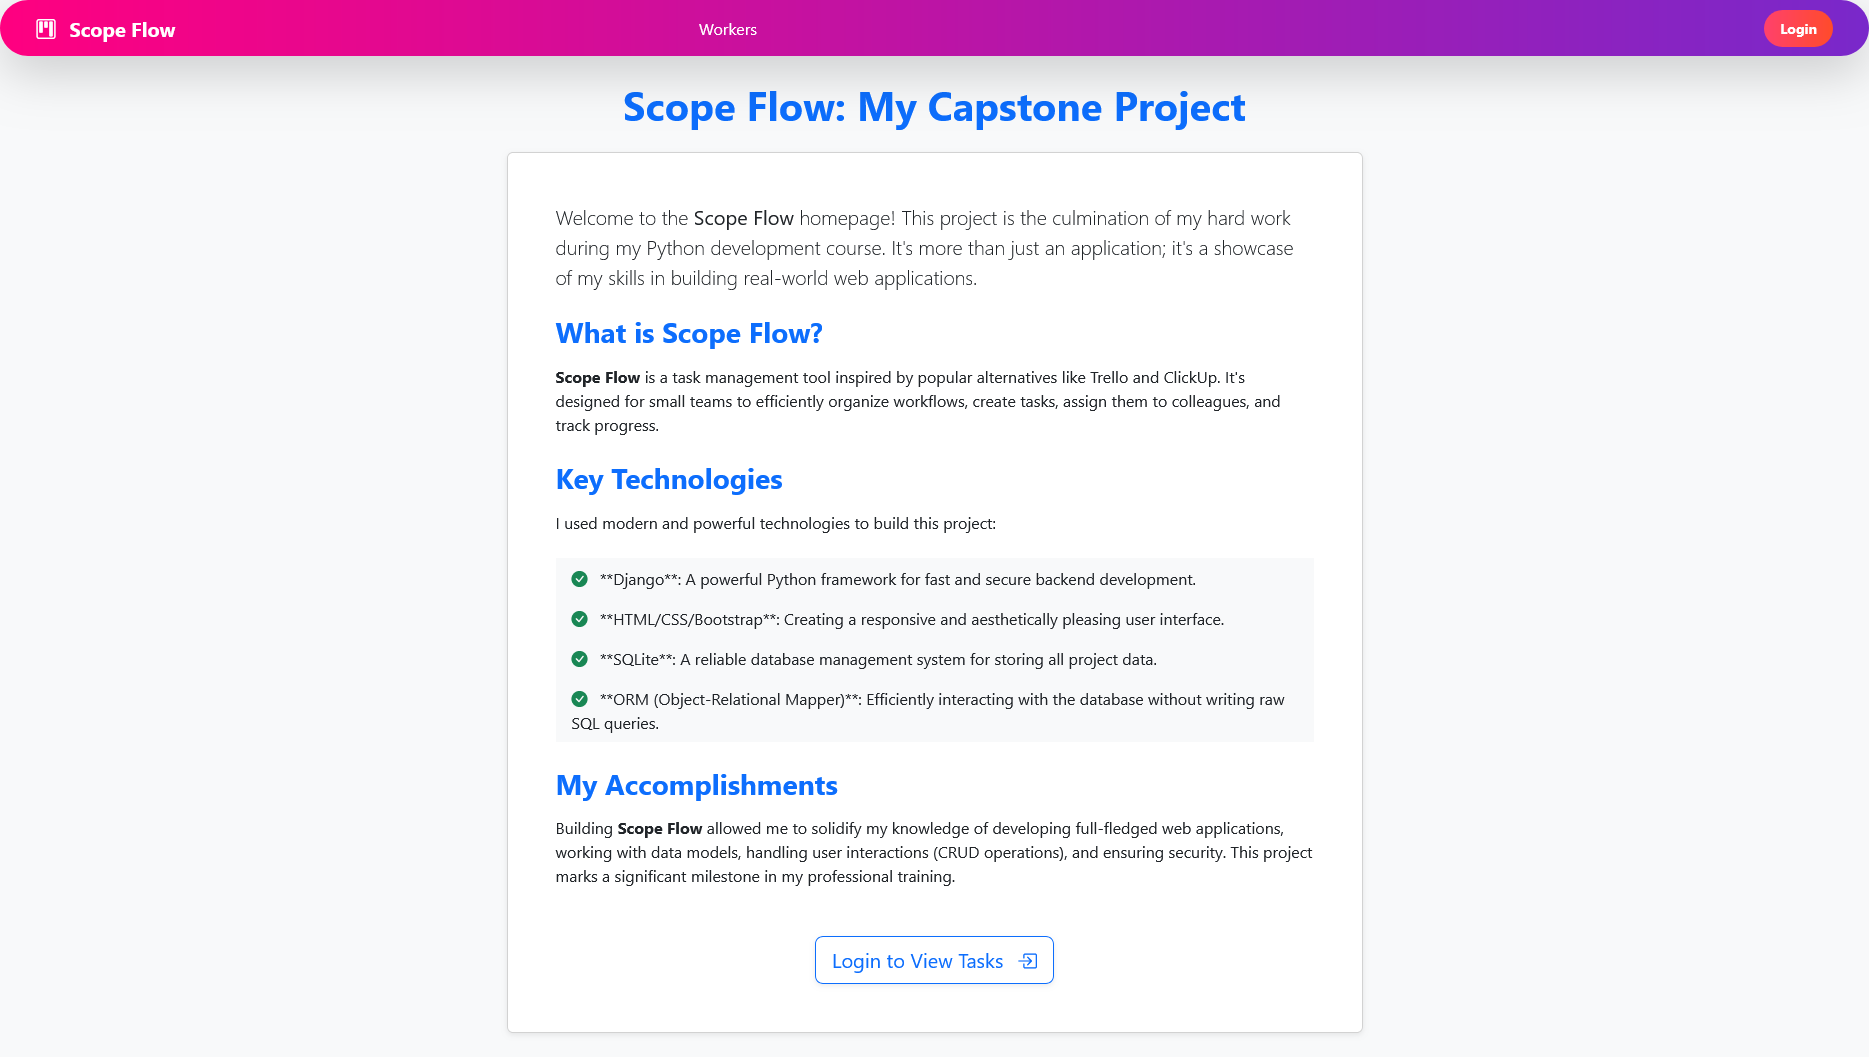 Scope Flow
Workers
Login
Scope Flow: My Capstone Project
Welcome to the Scope Flow homepage! This project is the culmination of my hard work
during my Python development course. It's more than just an application; it's a showcase
of my skills in building real-world web applications.
What is Scope Flow?
Scope Flow is a task management tool inspired by popular alternatives like Trello and ClickUp. It's
designed for small teams to efficiently organize workflows, create tasks, assign them to colleagues, and
track progress.
Key Technologies
I used modern and powerful technologies to build this project:
**Django**: A powerful Python framework for fast and secure backend development.
**HTML/CSS/Bootstrap**: Creating a responsive and aesthetically pleasing user interface.
**SQLite**: A reliable database management system for storing all project data.
**ORM (Object-Relational Mapper)**: Efficiently interacting with the database without writing raw
SQL queries.
My Accomplishments
Building Scope Flow allowed me to solidify my knowledge of developing full-fledged web applications,
working with data models, handling user interactions (CRUD operations), and ensuring security. This project
marks a significant milestone in my professional training.
Login to View Tasks